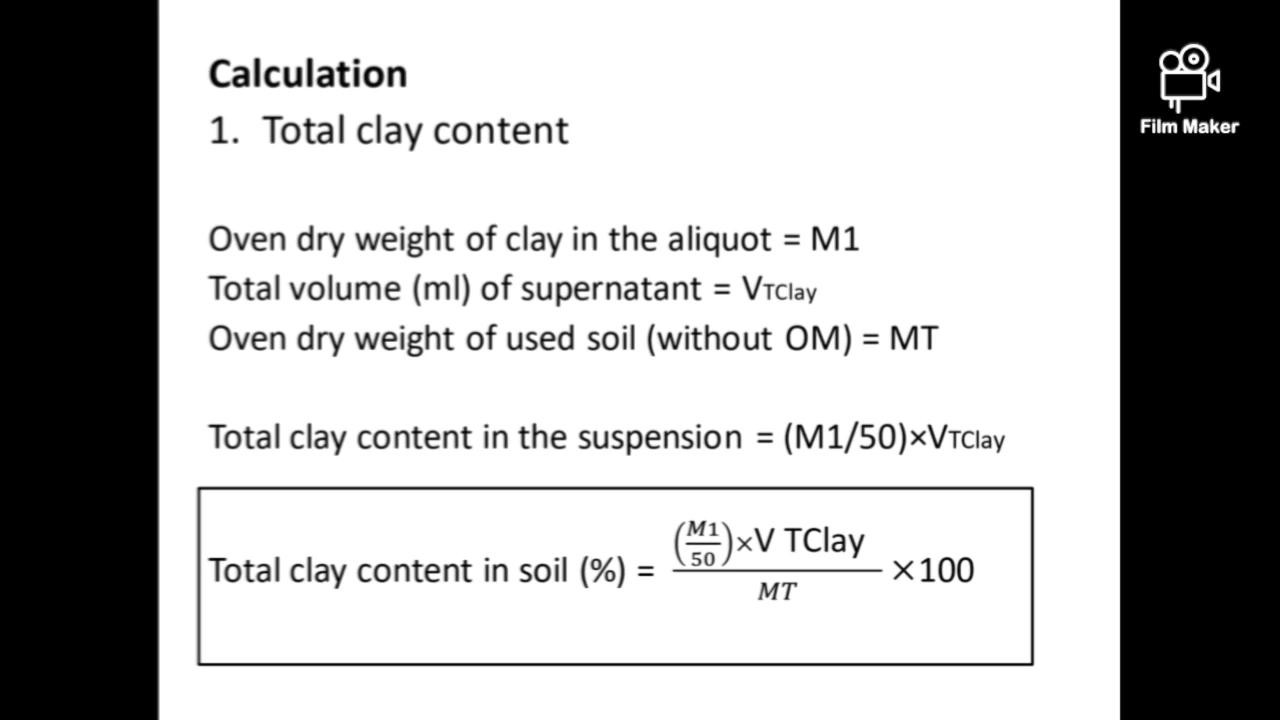 Calculation
1. Total clay content
Oven dry weight of clay in the aliquot = M1
Total volume (ml) of supernatant = VTClay
Oven dry weight of used soil (without OM) = MT
Total clay content in the suspension = (M1/50)×VTClay
Total clay content in soil (%) = (M1/50)×V TClay / MT ×100
Film Maker